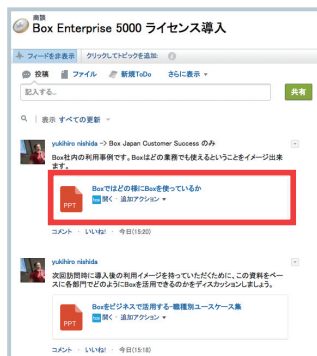 商談
Box Enterprise 5000 ライセンス導入
フィードを非表示 クリックしてトピックを追加:
投稿 ファイル 新規ToDo さらに表示
記入する... 共有
表示 すべての更新
yukihiro nishida -> Box Japan Customer Success のみ
Box社内の利用事例です。Boxはどの業務でも使えるということをイメージ出来
ます。
Boxではどの様にBoxを使っているか
box 開く · 追加アクション
PPT
コメント · いいね! · 今日(15:20)
yukihiro nishida
次回訪問時に導入後の利用イメージを持っていただくために、この資料をベー
スに各部門でどのようにBoxを活用できるのかをディスカッションしましょう。
Boxをビジネスで活用する-職種別ユースケース集
box 開く · 追加アクション
PPT
コメント · いいね! · 今日(15:18)